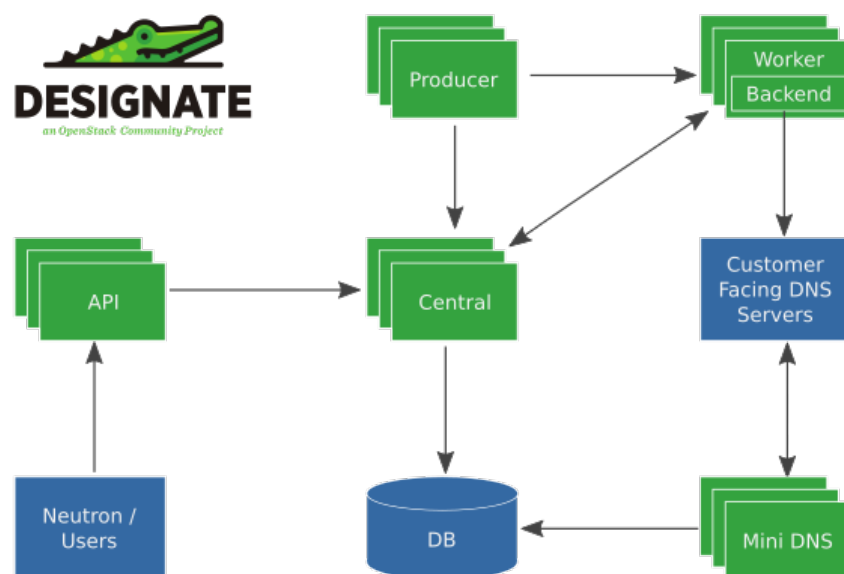 DESIGNATE
an OpenStack Community Project
Producer
Worker
Backend
API
Central
Customer
Facing DNS
Servers
Neutron /
Users
DB
Mini DNS